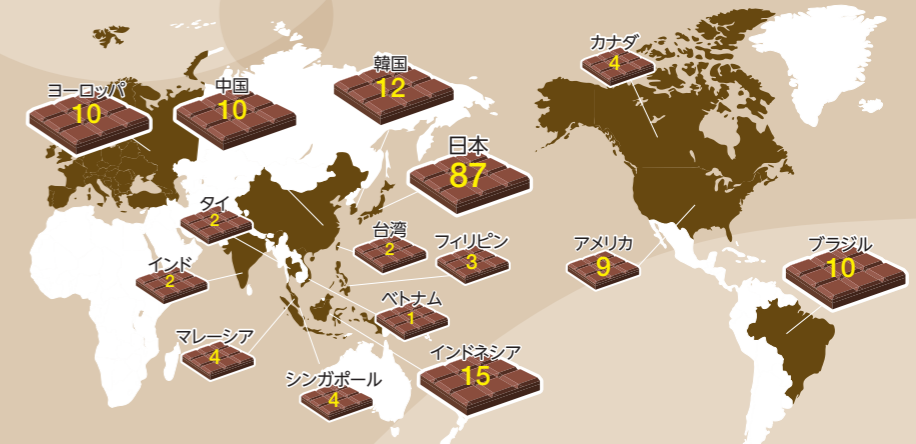 ヨーロッパ
10
中国
10
韓国
12
日本
87
タイ
2
インド
2
台湾
2
フィリピン
3
ベトナム
1
マレーシア
4
シンガポール
4
インドネシア
15
カナダ
4
アメリカ
9
ブラジル
10